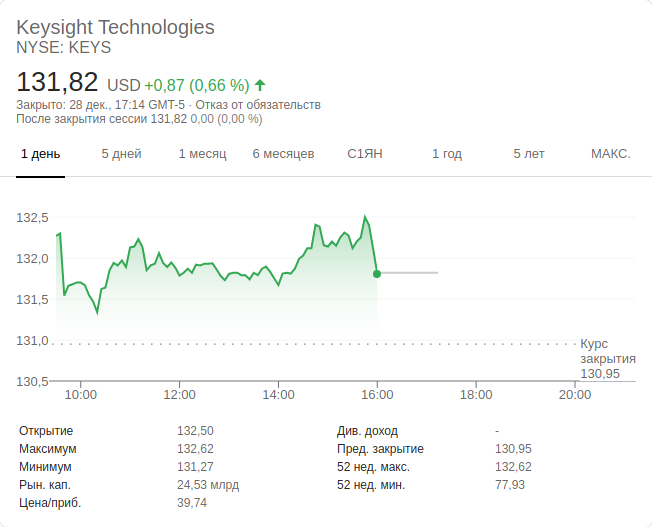 Keysight Technologies
NYSE: KEYS
131,82 USD +0,87 (0,66 %)
Закрыто: 28 дек., 17:14 GMT-5 · Отказ от обязательств
После закрытия сессии 131,82 0,00 (0,00 %)
1 день 5 дней 1 месяц 6 месяцев С1ЯН 1 год 5 лет МАКС.
132,5
132,0
131,5
131,0
Курс
закрытия
130,95
130,5
10:00 12:00 14:00 16:00 18:00 20:00
Открытие 132,50 Див. доход -
Максимум 132,62 Пред. закрытие 130,95
Минимум 131,27 52 нед. макс. 132,62
Рын. кап. 24,53 млрд 52 нед. мин. 77,93
Цена/приб. 39,74